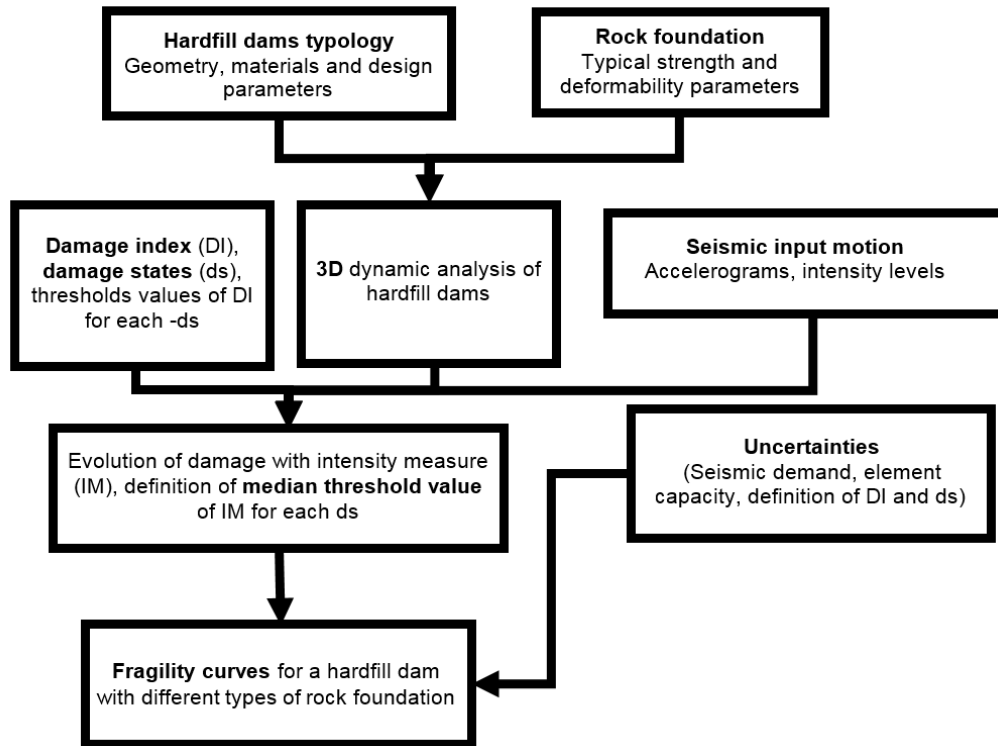 Hardfill dams typology
Geometry, materials and design
parameters
Rock foundation
Typical strength and
deformability parameters
Damage index (DI),
damage states (ds),
thresholds values of DI
for each -ds
3D dynamic analysis of
hardfill dams
Seismic input motion
Accelerograms, intensity levels
Evolution of damage with intensity measure
(IM), definition of median threshold value
of IM for each ds
Uncertainties
(Seismic demand, element
capacity, definition of DI and ds)
Fragility curves for a hardfill dam
with different types of rock foundation